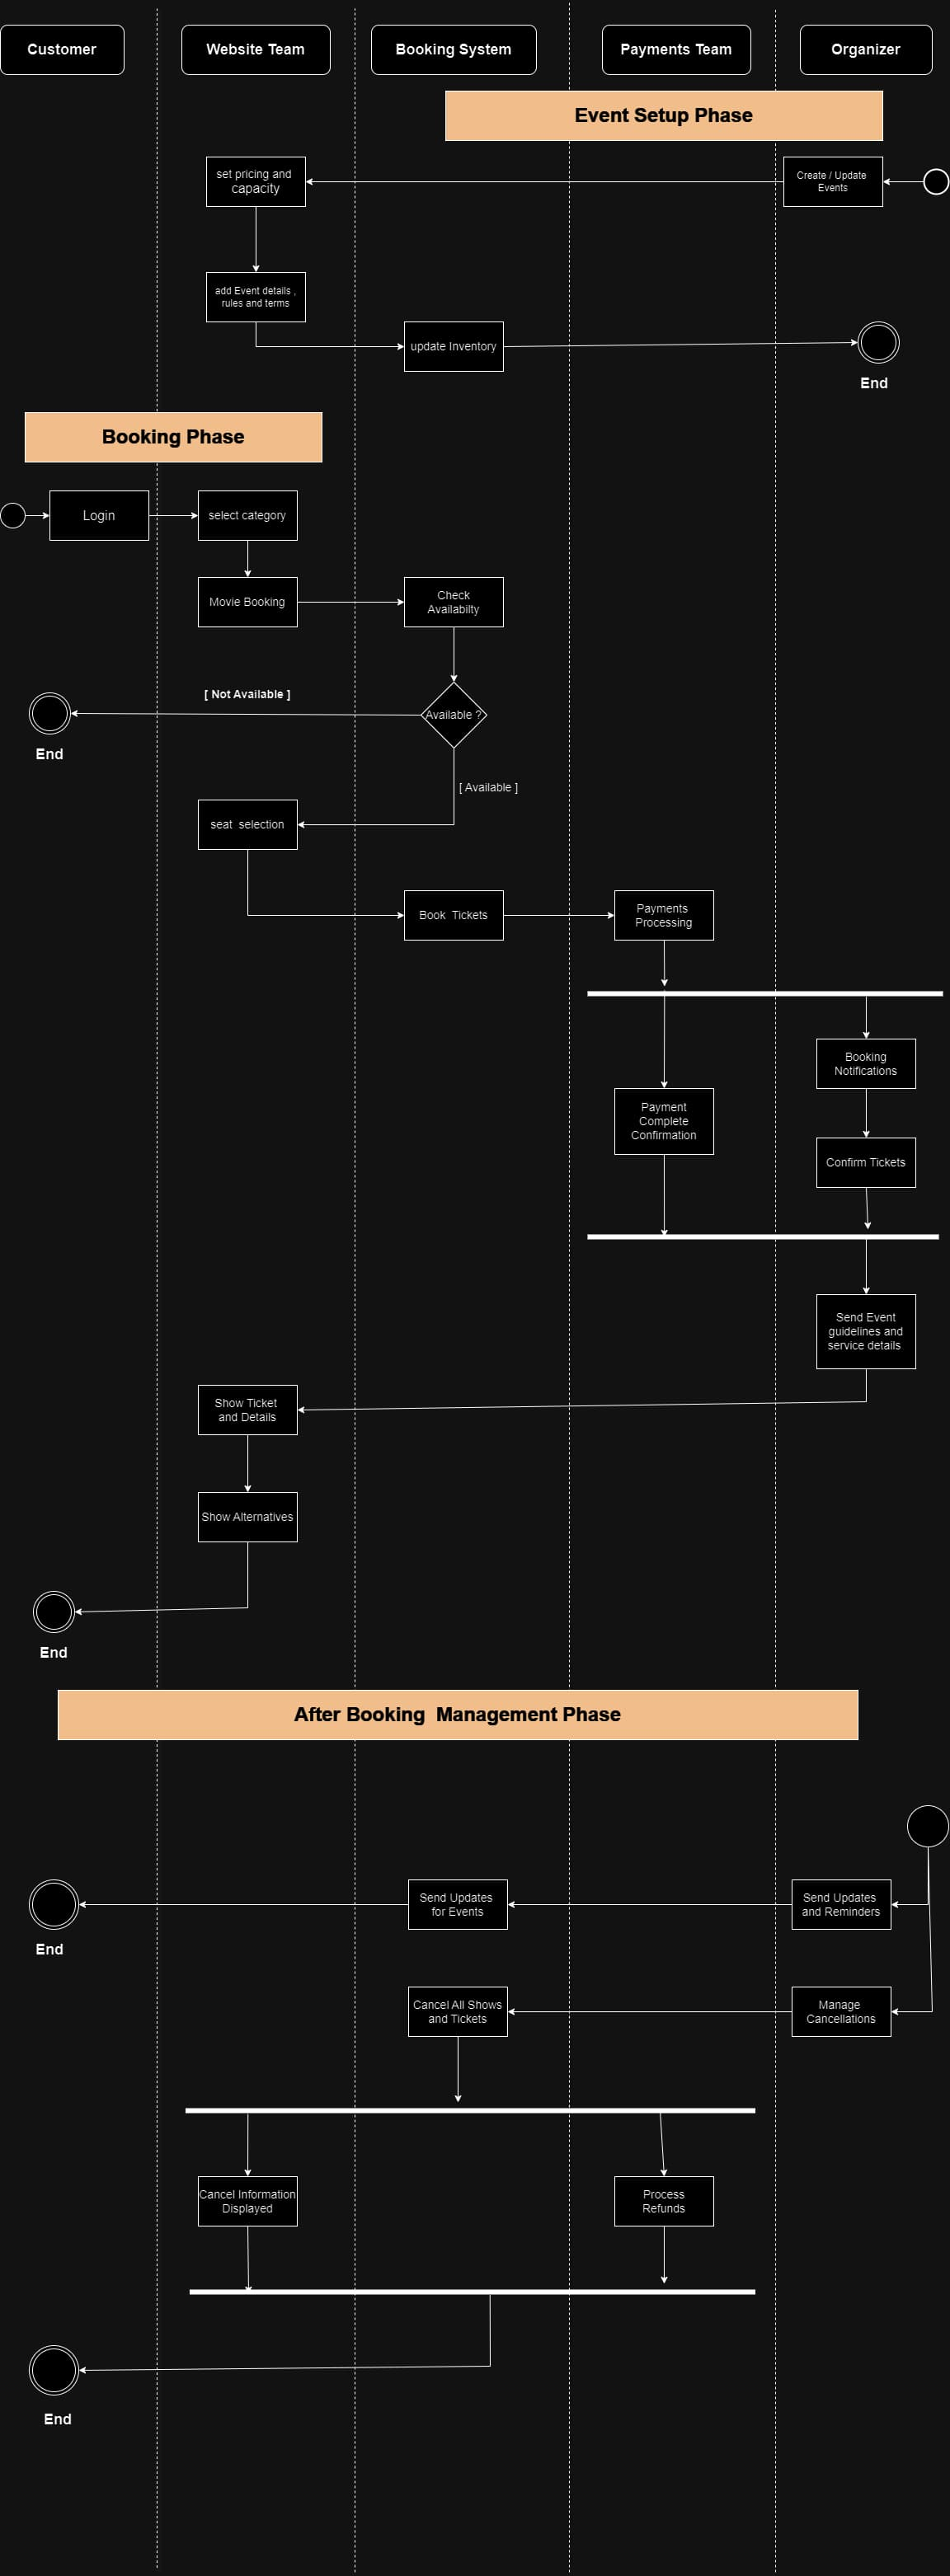 Customer
Website Team
Booking System
Payments Team
Organizer
Event Setup Phase
set pricing and
capacity
Create / Update
Events
add Event details ,
rules and terms
update Inventory
End
Booking Phase
Login
select category
Movie Booking
Check
Availabilty
[ Not Available ]
Available ?
End
[ Available ]
seat  selection
Book  Tickets
Payments
Processing
Booking
Notifications
Payment
Complete
Confirmation
Confirm Tickets
Send Event
guidelines and
service details
Show Ticket
and Details
Show Alternatives
End
After Booking  Management Phase
Send Updates
for Events
Send Updates
and Reminders
End
Cancel All Shows
and Tickets
Manage
Cancellations
Cancel Information
Displayed
Process
Refunds
End